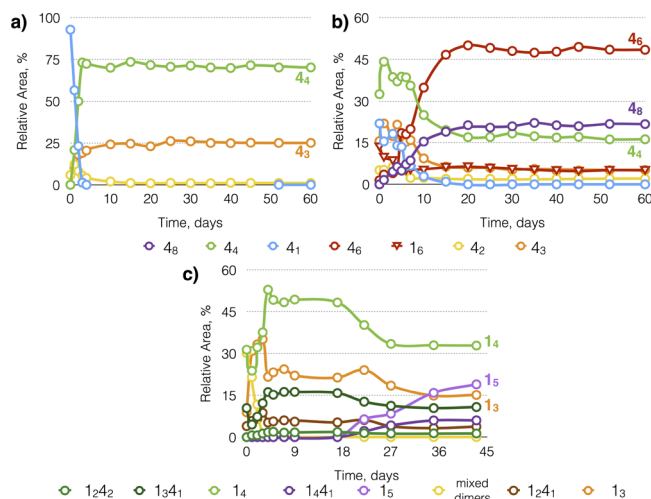 a)
Relative Area, %
100
75
50
25
0
4₄
4₃
0 10 20 30 40 50 60
Time, days
b)
Relative Area, %
60
45
30
15
0
4₆
4₈
4₄
0 10 20 30 40 50 60
Time, days
4₈ 4₄ 4₁ 4₆ 1₆ 4₂ 4₃
c)
Relative Area, %
60
45
30
15
0
1₄
1₅
1₃
0 9 18 27 36 45
Time, days
1₂4₂ 1₃4₁ 1₄ 1₄4₁ 1₅ mixed dimers 1₂4₁ 1₃